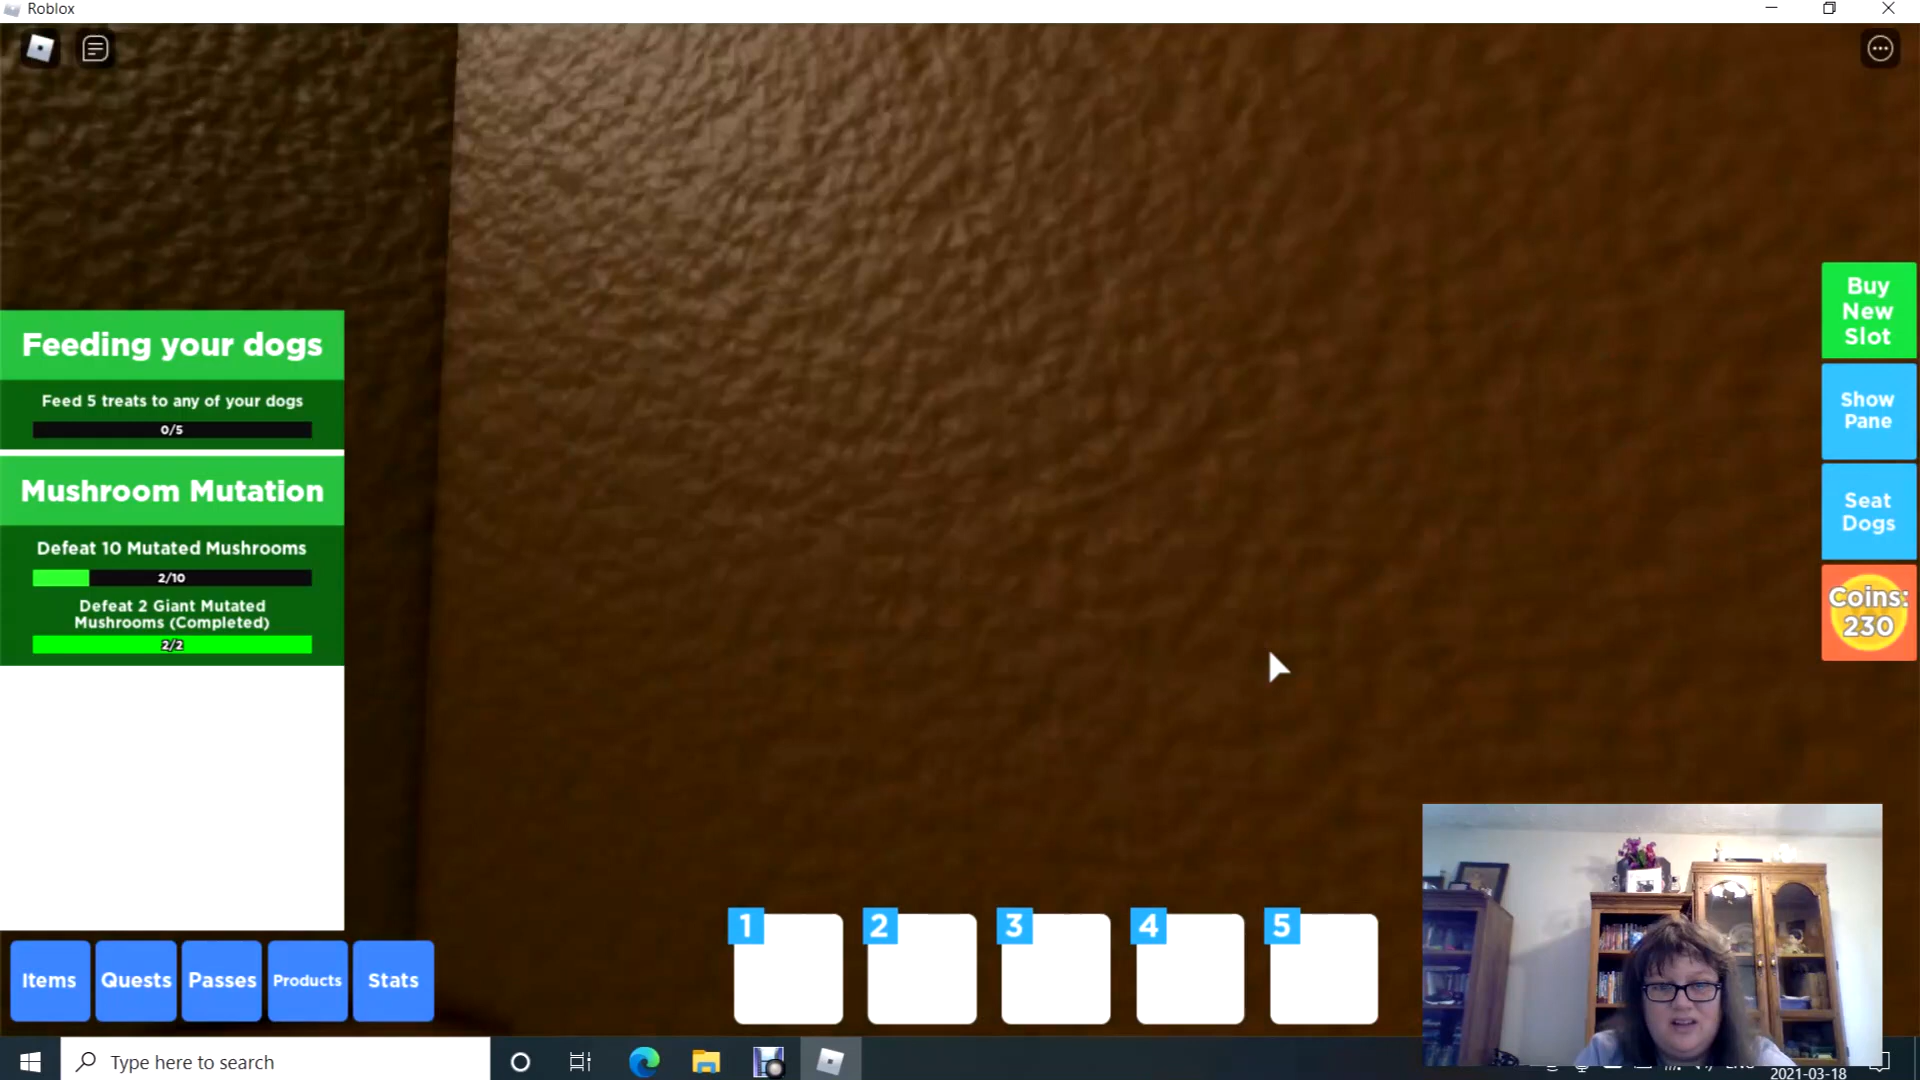 Roblox
Feeding your dogs
Feed 5 treats to any of your dogs
0/5
Mushroom Mutation
Defeat 10 Mutated Mushrooms
2/10
Defeat 2 Giant Mutated
Mushrooms (Completed)
2/2
Buy
New
Slot
Show
Pane
Seat
Dogs
Coins:
230
1 2 3 4 5
Items Quests Passes Products Stats
Type here to search
2021-03-18